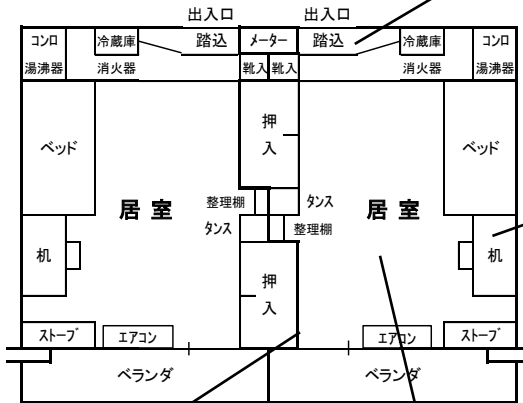 出入口 出入口
コンロ 冷蔵庫 踏込 メーター 踏込 冷蔵庫 コンロ
湯沸器 消火器 靴入 靴入 消火器 湯沸器
押
入
ベッド ベッド
居室 整理棚 タンス 居室
タンス 整理棚
机 机
押
入
ストーブ エアコン エアコン ストーブ
ベランダ ベランダ